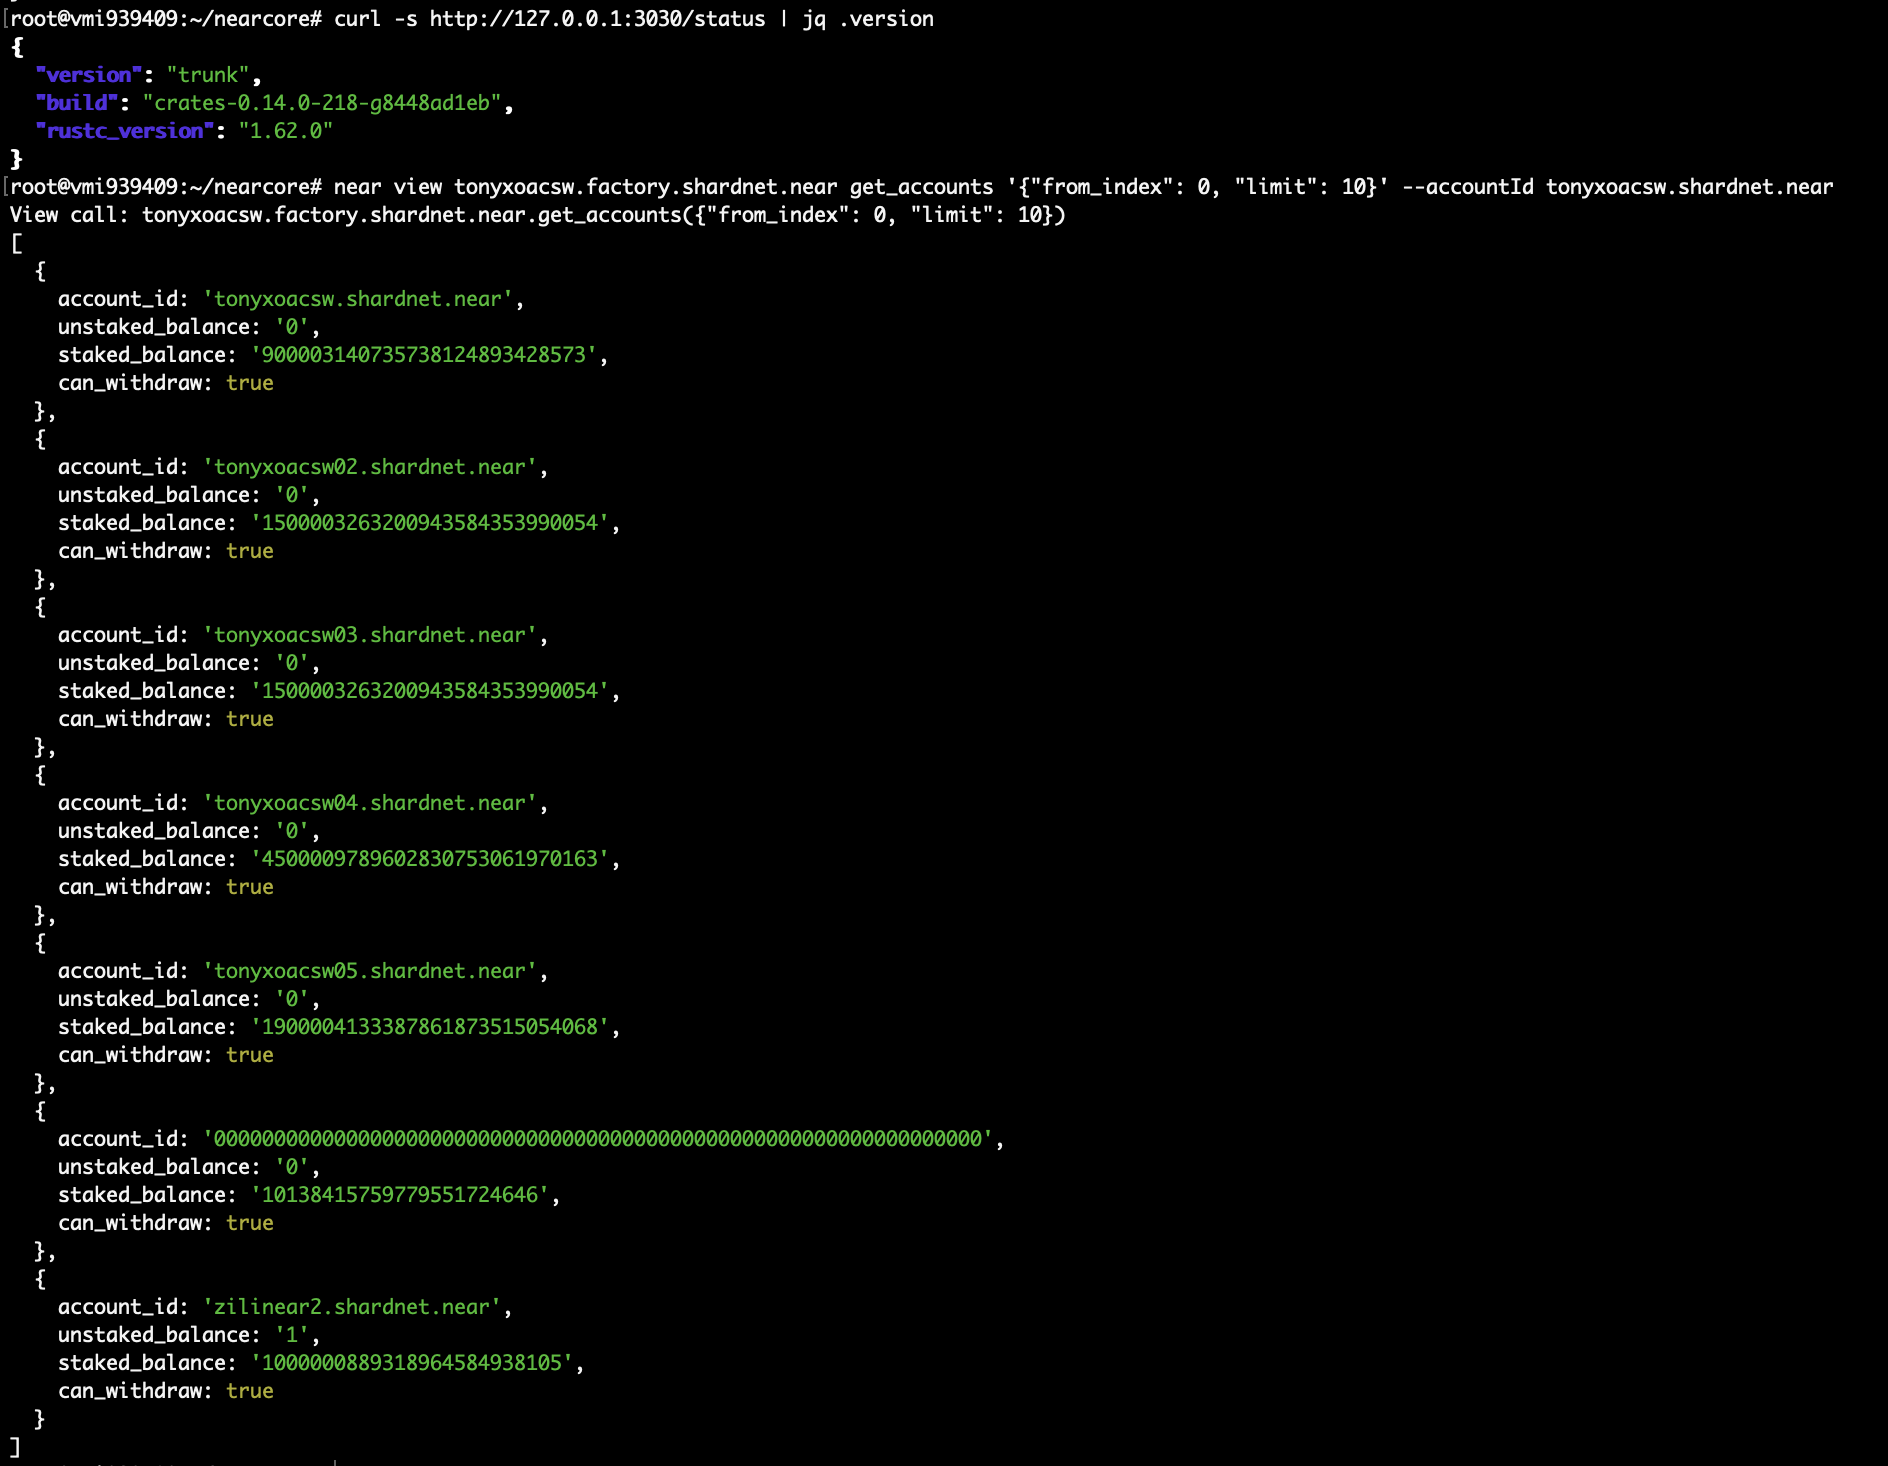 [root@vmi939409:~/nearcore# curl -s http://127.0.0.1:3030/status | jq .version
{
  "version": "trunk",
  "build": "crates-0.14.0-218-g8448ad1eb",
  "rustc_version": "1.62.0"
}
[root@vmi939409:~/nearcore# near view tonyxoacsw.factory.shardnet.near get_accounts '{"from_index": 0, "limit": 10}' --accountId tonyxoacsw.shardnet.near
View call: tonyxoacsw.factory.shardnet.near.get_accounts({"from_index": 0, "limit": 10})
[
  {
    account_id: 'tonyxoacsw.shardnet.near',
    unstaked_balance: '0',
    staked_balance: '900003140735738124893428573',
    can_withdraw: true
  },
  {
    account_id: 'tonyxoacsw02.shardnet.near',
    unstaked_balance: '0',
    staked_balance: '1500003263200943584353990054',
    can_withdraw: true
  },
  {
    account_id: 'tonyxoacsw03.shardnet.near',
    unstaked_balance: '0',
    staked_balance: '1500003263200943584353990054',
    can_withdraw: true
  },
  {
    account_id: 'tonyxoacsw04.shardnet.near',
    unstaked_balance: '0',
    staked_balance: '4500009789602830753061970163',
    can_withdraw: true
  },
  {
    account_id: 'tonyxoacsw05.shardnet.near',
    unstaked_balance: '0',
    staked_balance: '1900004133387861873515054068',
    can_withdraw: true
  },
  {
    account_id: '0000000000000000000000000000000000000000000000000000000000000000',
    unstaked_balance: '0',
    staked_balance: '10138415759779551724646',
    can_withdraw: true
  },
  {
    account_id: 'zilinear2.shardnet.near',
    unstaked_balance: '1',
    staked_balance: '1000000889318964584938105',
    can_withdraw: true
  }
]